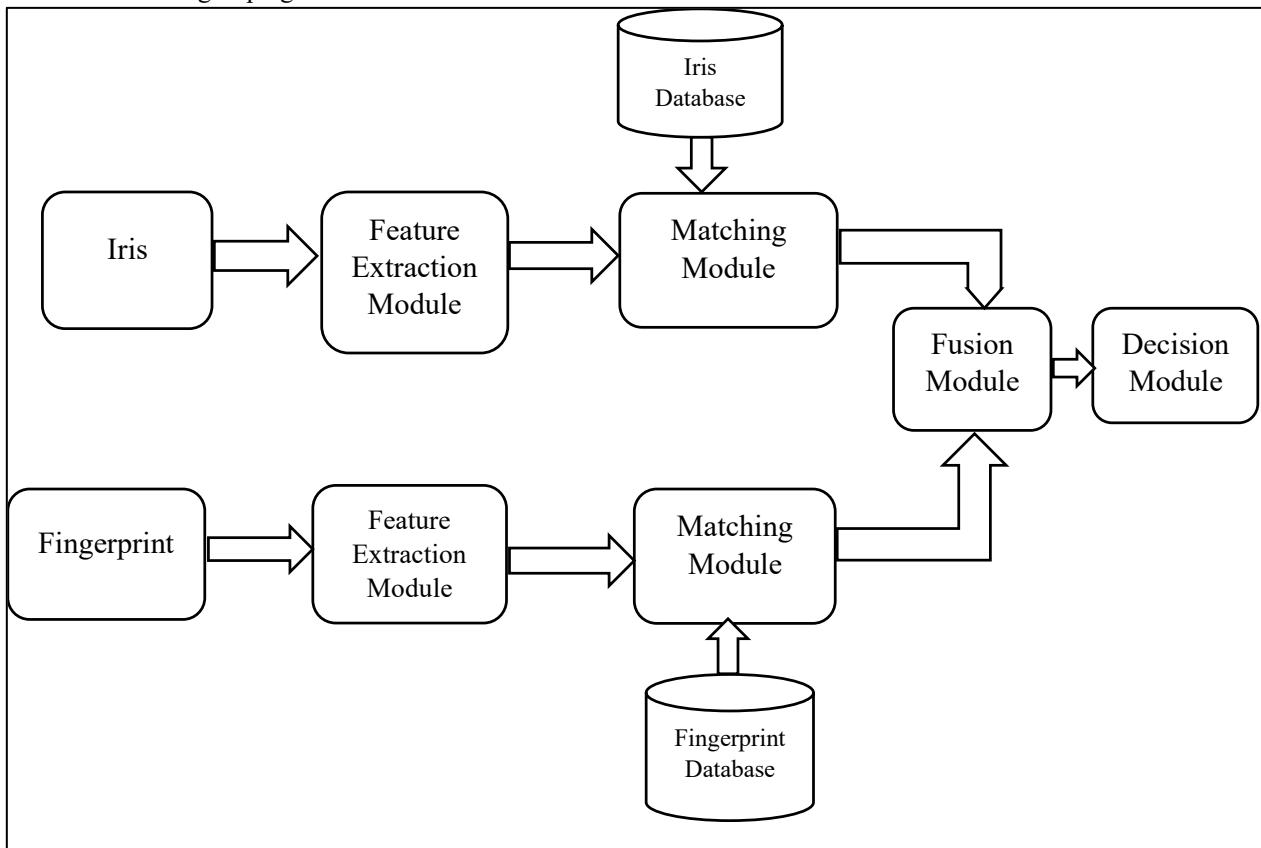 Iris
Database
Iris
Feature
Extraction
Module
Matching
Module
Fusion
Module
Decision
Module
Fingerprint
Feature
Extraction
Module
Matching
Module
Fingerprint
Database